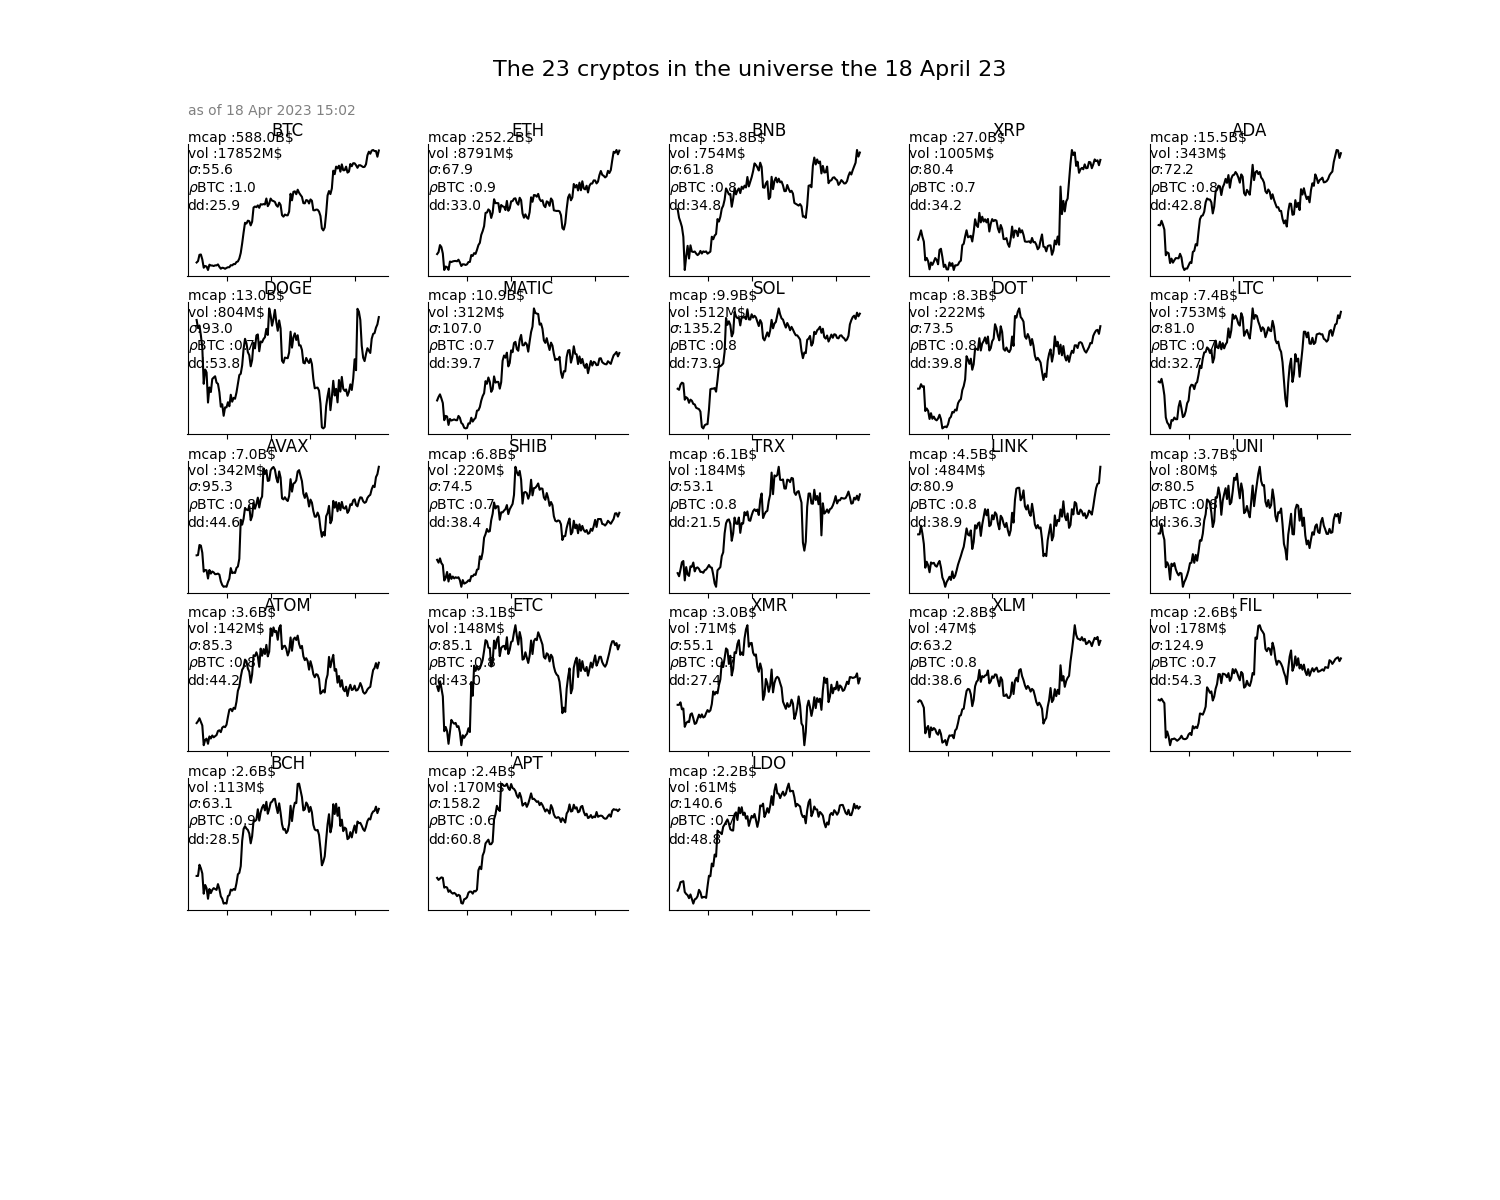 The 23 cryptos in the universe the 18 April 23
as of 18 Apr 2023 15:02
BTC
mcap :588.0B$
vol :17852M$
σ:55.6
ρBTC :1.0
dd:25.9
ETH
mcap :252.2B$
vol :8791M$
σ:67.9
ρBTC :0.9
dd:33.0
BNB
mcap :53.8B$
vol :754M$
σ:61.8
ρBTC :0.8
dd:34.8
XRP
mcap :27.0B$
vol :1005M$
σ:80.4
ρBTC :0.7
dd:34.2
ADA
mcap :15.5B$
vol :343M$
σ:72.2
ρBTC :0.8
dd:42.8
DOGE
mcap :13.0B$
vol :804M$
σ:93.0
ρBTC :0.7
dd:53.8
MATIC
mcap :10.9B$
vol :312M$
σ:107.0
ρBTC :0.7
dd:39.7
SOL
mcap :9.9B$
vol :512M$
σ:135.2
ρBTC :0.8
dd:73.9
DOT
mcap :8.3B$
vol :222M$
σ:73.5
ρBTC :0.8
dd:39.8
LTC
mcap :7.4B$
vol :753M$
σ:81.0
ρBTC :0.7
dd:32.7
AVAX
mcap :7.0B$
vol :342M$
σ:95.3
ρBTC :0.8
dd:44.6
SHIB
mcap :6.8B$
vol :220M$
σ:74.5
ρBTC :0.7
dd:38.4
TRX
mcap :6.1B$
vol :184M$
σ:53.1
ρBTC :0.8
dd:21.5
LINK
mcap :4.5B$
vol :484M$
σ:80.9
ρBTC :0.8
dd:38.9
UNI
mcap :3.7B$
vol :80M$
σ:80.5
ρBTC :0.8
dd:36.3
ATOM
mcap :3.6B$
vol :142M$
σ:85.3
ρBTC :0.8
dd:44.2
ETC
mcap :3.1B$
vol :148M$
σ:85.1
ρBTC :0.8
dd:43.0
XMR
mcap :3.0B$
vol :71M$
σ:55.1
ρBTC
dd:27.4
XLM
mcap :2.8B$
vol :47M$
σ:63.2
ρBTC :0.8
dd:38.6
FIL
mcap :2.6B$
vol :178M$
σ:124.9
ρBTC :0.7
dd:54.3
BCH
mcap :2.6B$
vol :113M$
σ:63.1
ρBTC :0.9
dd:28.5
APT
mcap :2.4B$
vol :170M$
σ:158.2
ρBTC :0.6
dd:60.8
LDO
mcap :2.2B$
vol :61M$
σ:140.6
ρBTC
dd:48.8